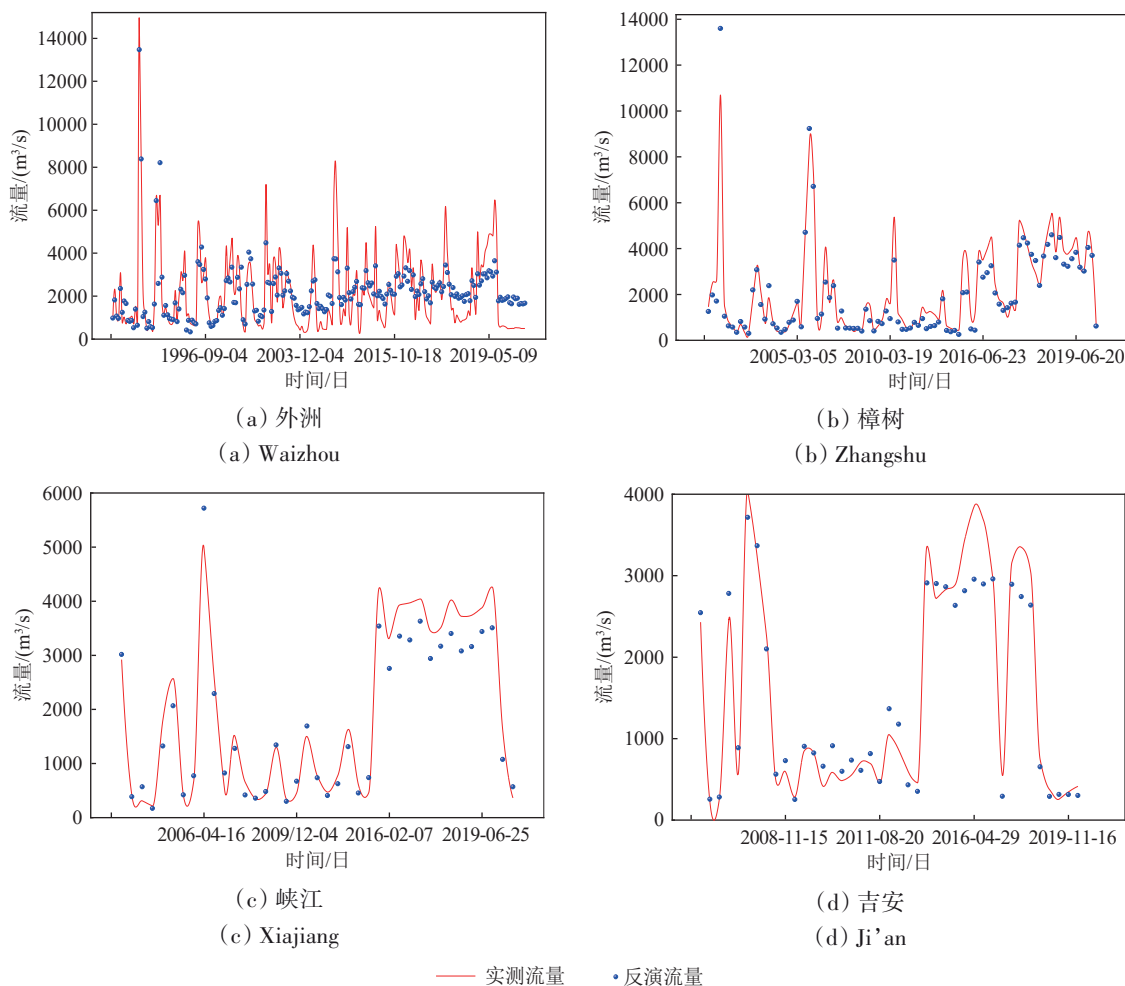 14000
12000
10000
8000
6000
4000
2000
0
流量/(m³/s)
1996-09-04 2003-12-04 2015-10-18 2019-05-09
时间/日
(a) 外洲
(a) Waizhou
14000
12000
10000
8000
6000
4000
2000
0
流量/(m³/s)
2005-03-05 2010-03-19 2016-06-23 2019-06-20
时间/日
(b) 樟树
(b) Zhangshu
6000
5000
4000
3000
2000
1000
0
流量/(m³/s)
2006-04-16 2009/12-04 2016-02-07 2019-06-25
时间/日
(c) 峡江
(c) Xiajiang
4000
3000
2000
1000
0
流量/(m³/s)
2008-11-15 2011-08-20 2016-04-29 2019-11-16
时间/日
(d) 吉安
(d) Ji’an
实测流量 反演流量